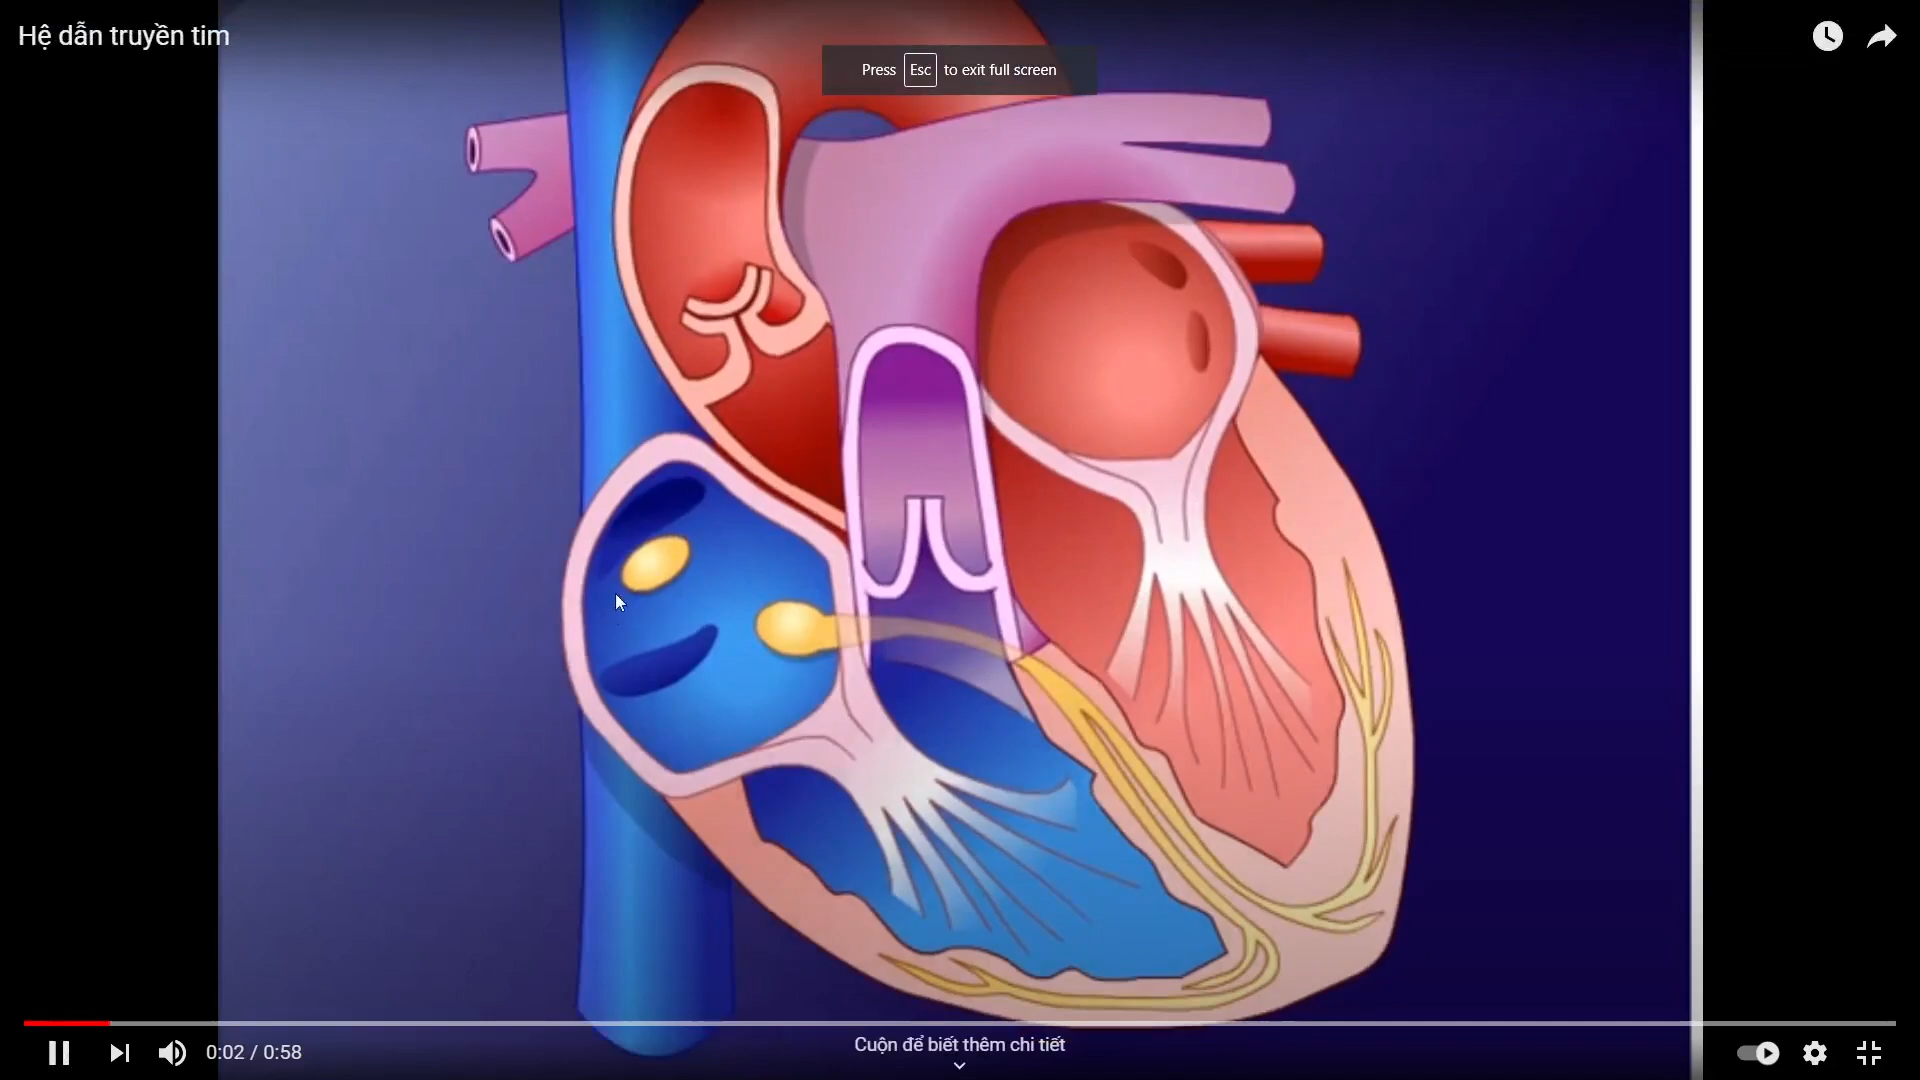 Hệ dẫn truyền tim
Press Esc to exit full screen
0:02 / 0:58
Cuộn để biết thêm chi tiết